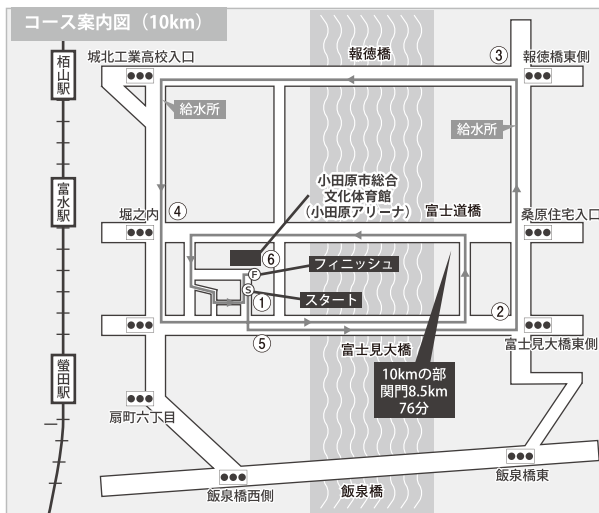 コース案内図（10km）
栢山駅
城北工業高校入口
報徳橋
③
報徳橋東側
給水所
給水所
富水駅
小田原市総合
文化体育館
（小田原アリーナ）
堀之内
④
富士道橋
桑原住宅入口
⑥
F
フィニッシュ
S
スタート
①
②
⑤
富士見大橋
富士見大橋東側
10kmの部
関門8.5km
76分
螢田駅
扇町六丁目
飯泉橋西側
飯泉橋
飯泉橋東